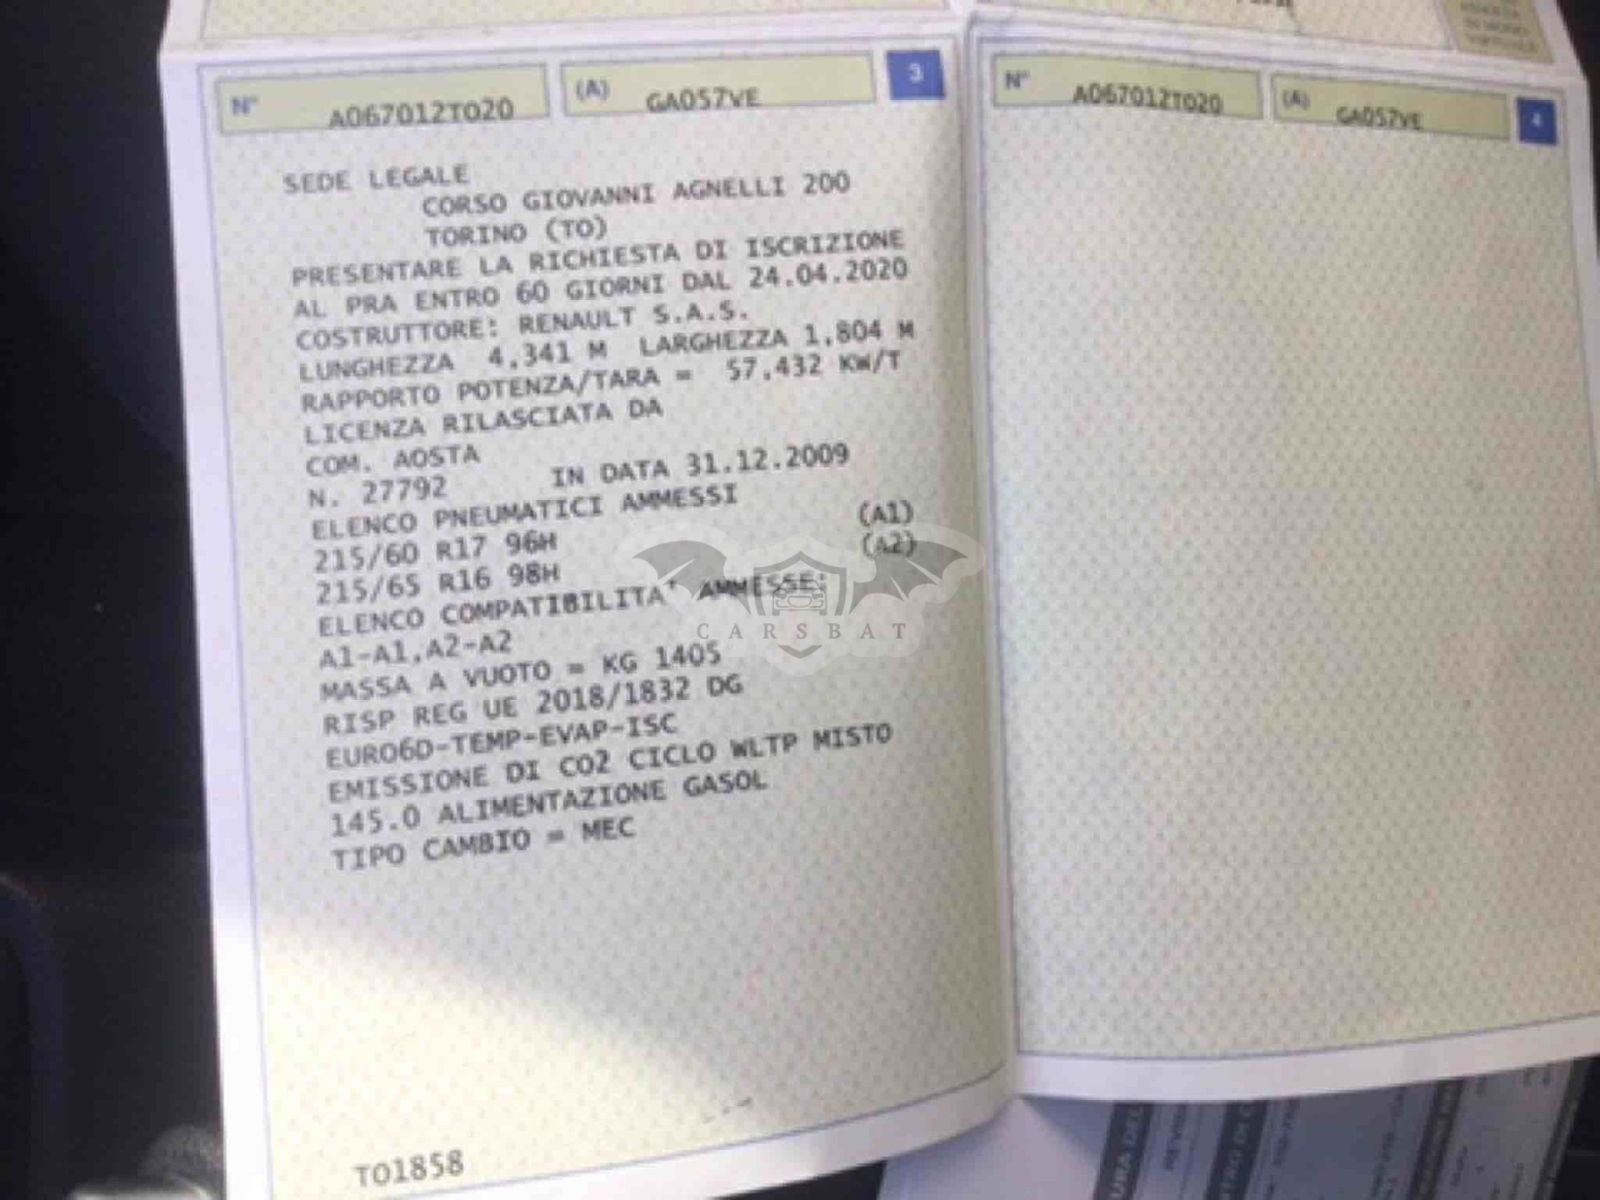 N° A067012TO20 (A) GA057VE 3
SEDE LEGALE
CORSO GIOVANNI AGNELLI 200
TORINO (TO)
PRESENTARE LA RICHIESTA DI ISCRIZIONE
AL PRA ENTRO 60 GIORNI DAL 24.04.2020
COSTRUTTORE: RENAULT S.A.S.
LUNGHEZZA 4,341 M LARGHEZZA 1,804 M
RAPPORTO POTENZA/TARA = 57,432 KW/T
LICENZA RILASCIATA DA
COM. AOSTA
N. 27792 IN DATA 31.12.2009
ELENCO PNEUMATICI AMMESSI
215/60 R17 96H (A1)
215/65 R16 98H (A2)
ELENCO COMPATIBILITA' AMMESSE:
A1-A1,A2-A2
MASSA A VUOTO = KG 1405
RISP REG UE 2018/1832 DG
EURO6D-TEMP-EVAP-ISC
EMISSIONE DI CO2 CICLO WLTP MISTO
145.0 ALIMENTAZIONE GASOL
TIPO CAMBIO = MEC
TO1858
N° A067012TO20 (A) GA057VE 4
CARSBAT